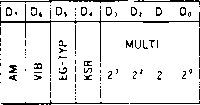 D₇ D₆ D₅ D₄ D₃ D₂ D D₀
AM VIB EG-TYP KSR MULTI
2³ 2² 2 2⁰